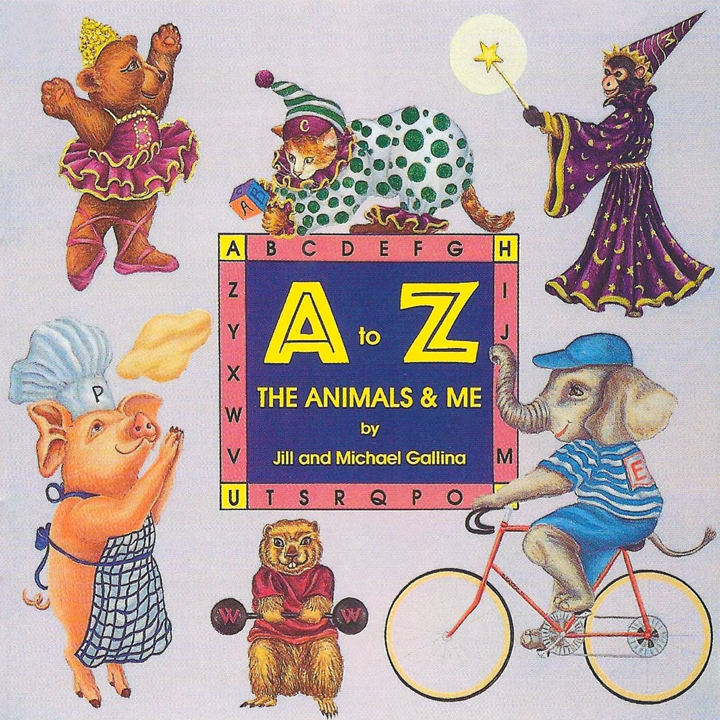 B
M
C
A B
A B C D E F G H
Z
Y
X
W
V
I
J
M
A to Z
THE ANIMALS & ME
by
Jill and Michael Gallina
U T S R Q P O
P
E
W W